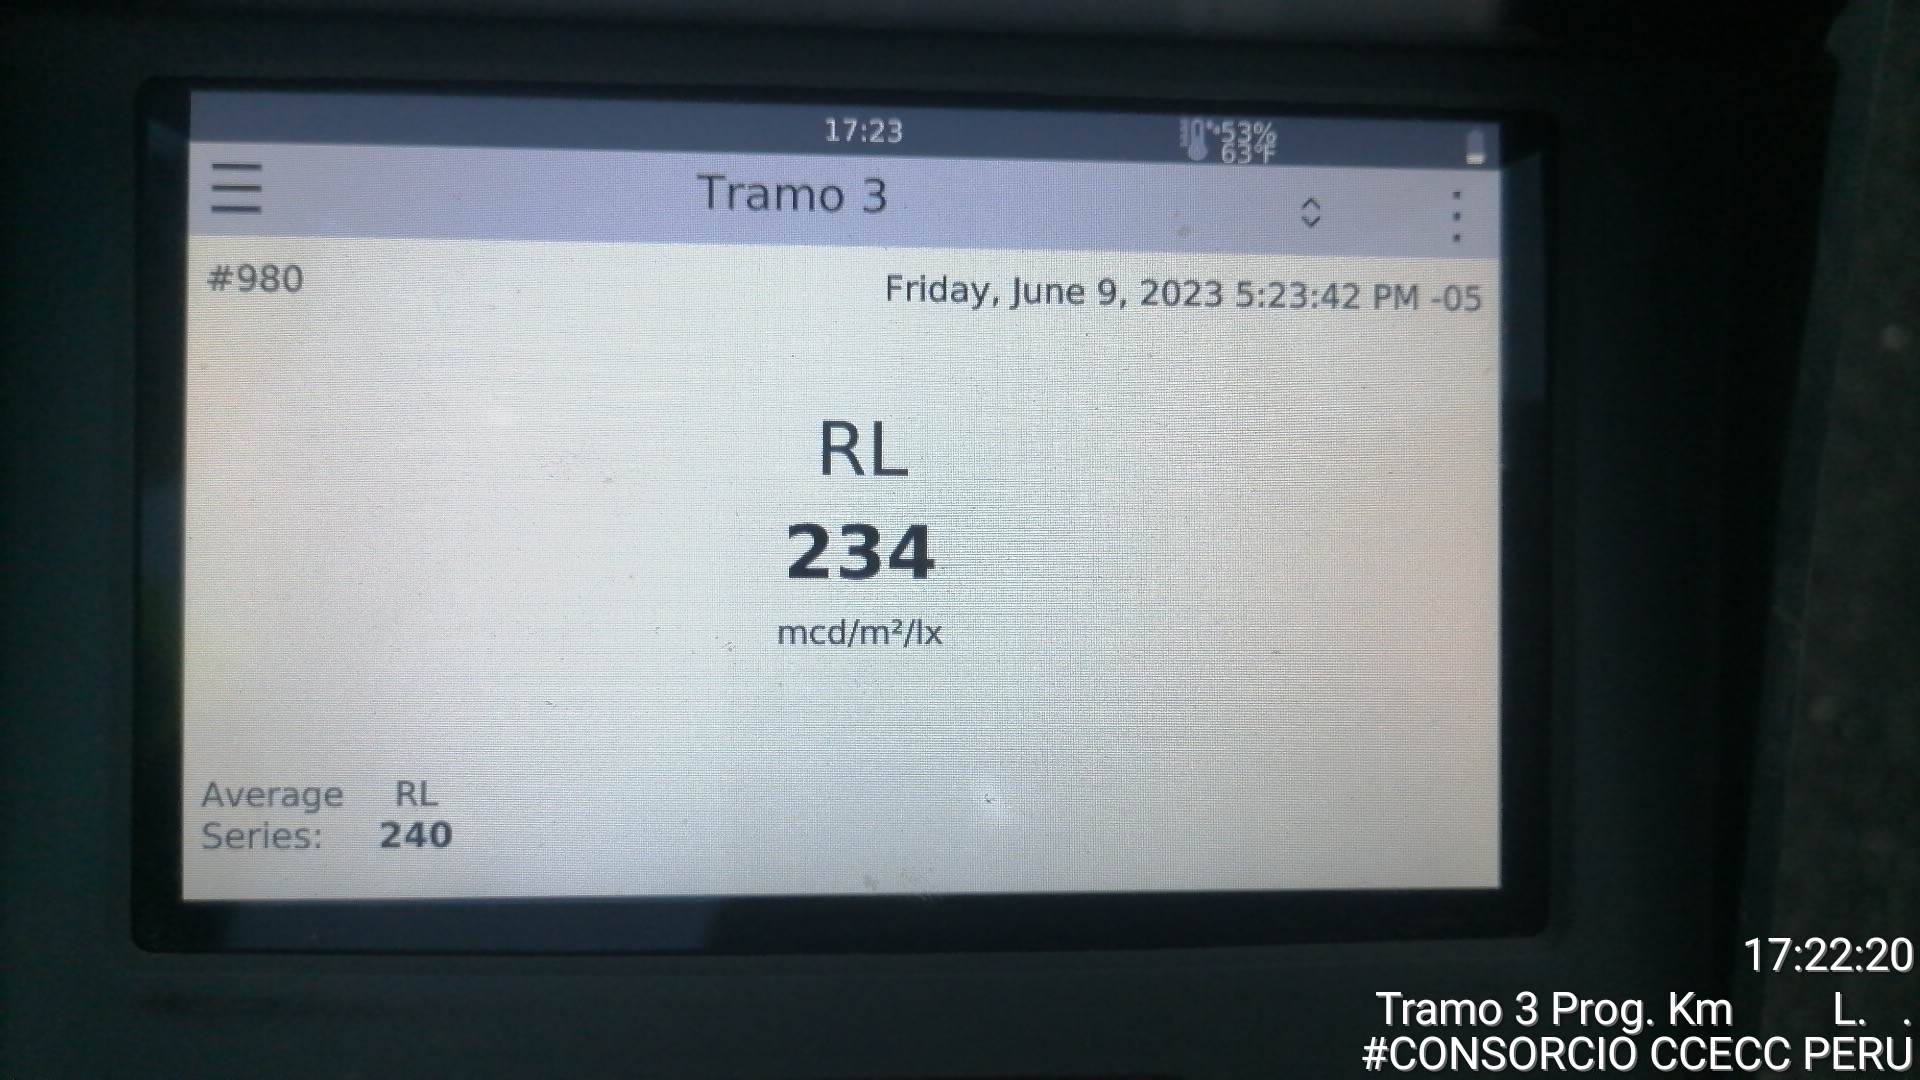 17:23
53%
63°F
Tramo 3
#980
Friday, June 9, 2023 5:23:42 PM -05
RL
234
mcd/m²/lx
Average RL
Series: 240
17:22:20
Tramo 3 Prog. Km L. .
#CONSORCIO CCECC PERU